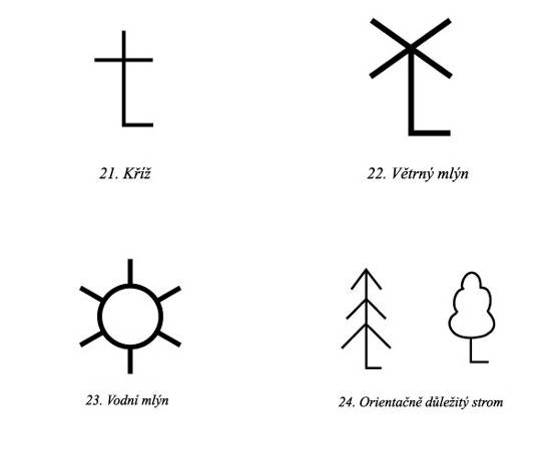 21. Kříž
22. Větrný mlýn
23. Vodní mlýn
24. Orientačně důležitý strom